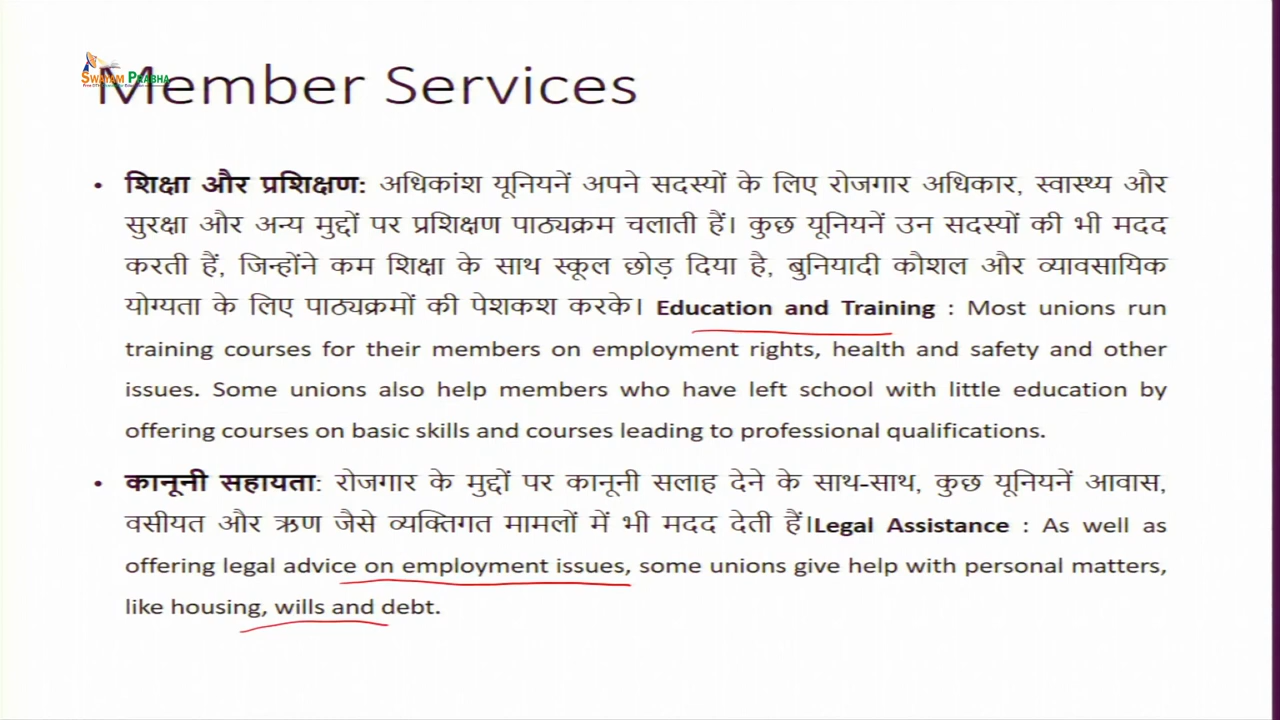 SWAYAM PRABHA
Member Services
• शिक्षा और प्रशिक्षण: अधिकांश यूनियनें अपने सदस्यों के लिए रोजगार अधिकार, स्वास्थ्य और
सुरक्षा और अन्य मुद्दों पर प्रशिक्षण पाठ्यक्रम चलाती हैं। कुछ यूनियनें उन सदस्यों की भी मदद
करती हैं, जिन्होंने कम शिक्षा के साथ स्कूल छोड़ दिया है, बुनियादी कौशल और व्यावसायिक
योग्यता के लिए पाठ्यक्रमों की पेशकश करके। Education and Training : Most unions run
training courses for their members on employment rights, health and safety and other
issues. Some unions also help members who have left school with little education by
offering courses on basic skills and courses leading to professional qualifications.
• कानूनी सहायता: रोजगार के मुद्दों पर कानूनी सलाह देने के साथ-साथ, कुछ यूनियनें आवास,
वसीयत और ऋण जैसे व्यक्तिगत मामलों में भी मदद देती हैं।Legal Assistance : As well as
offering legal advice on employment issues, some unions give help with personal matters,
like housing, wills and debt.